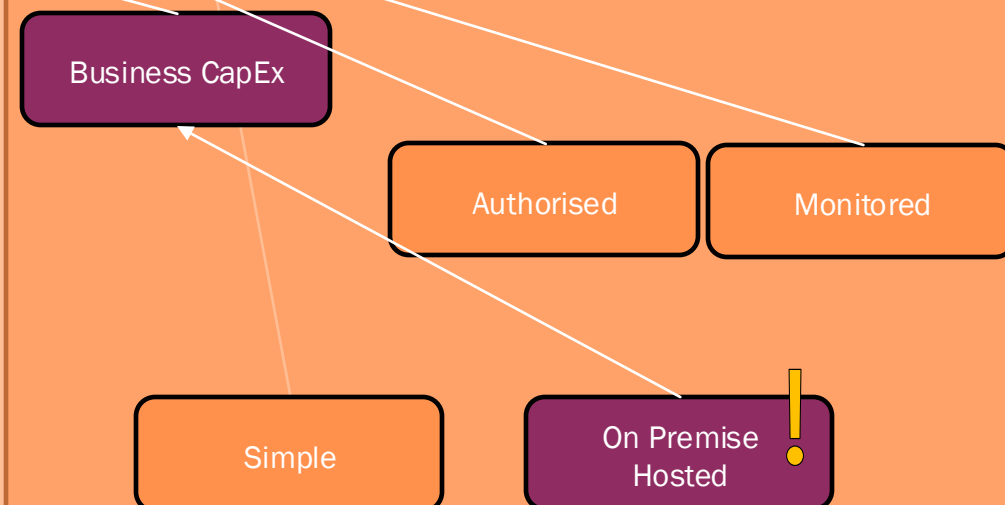 Business CapEx
Authorised
Monitored
Simple
On Premise
Hosted